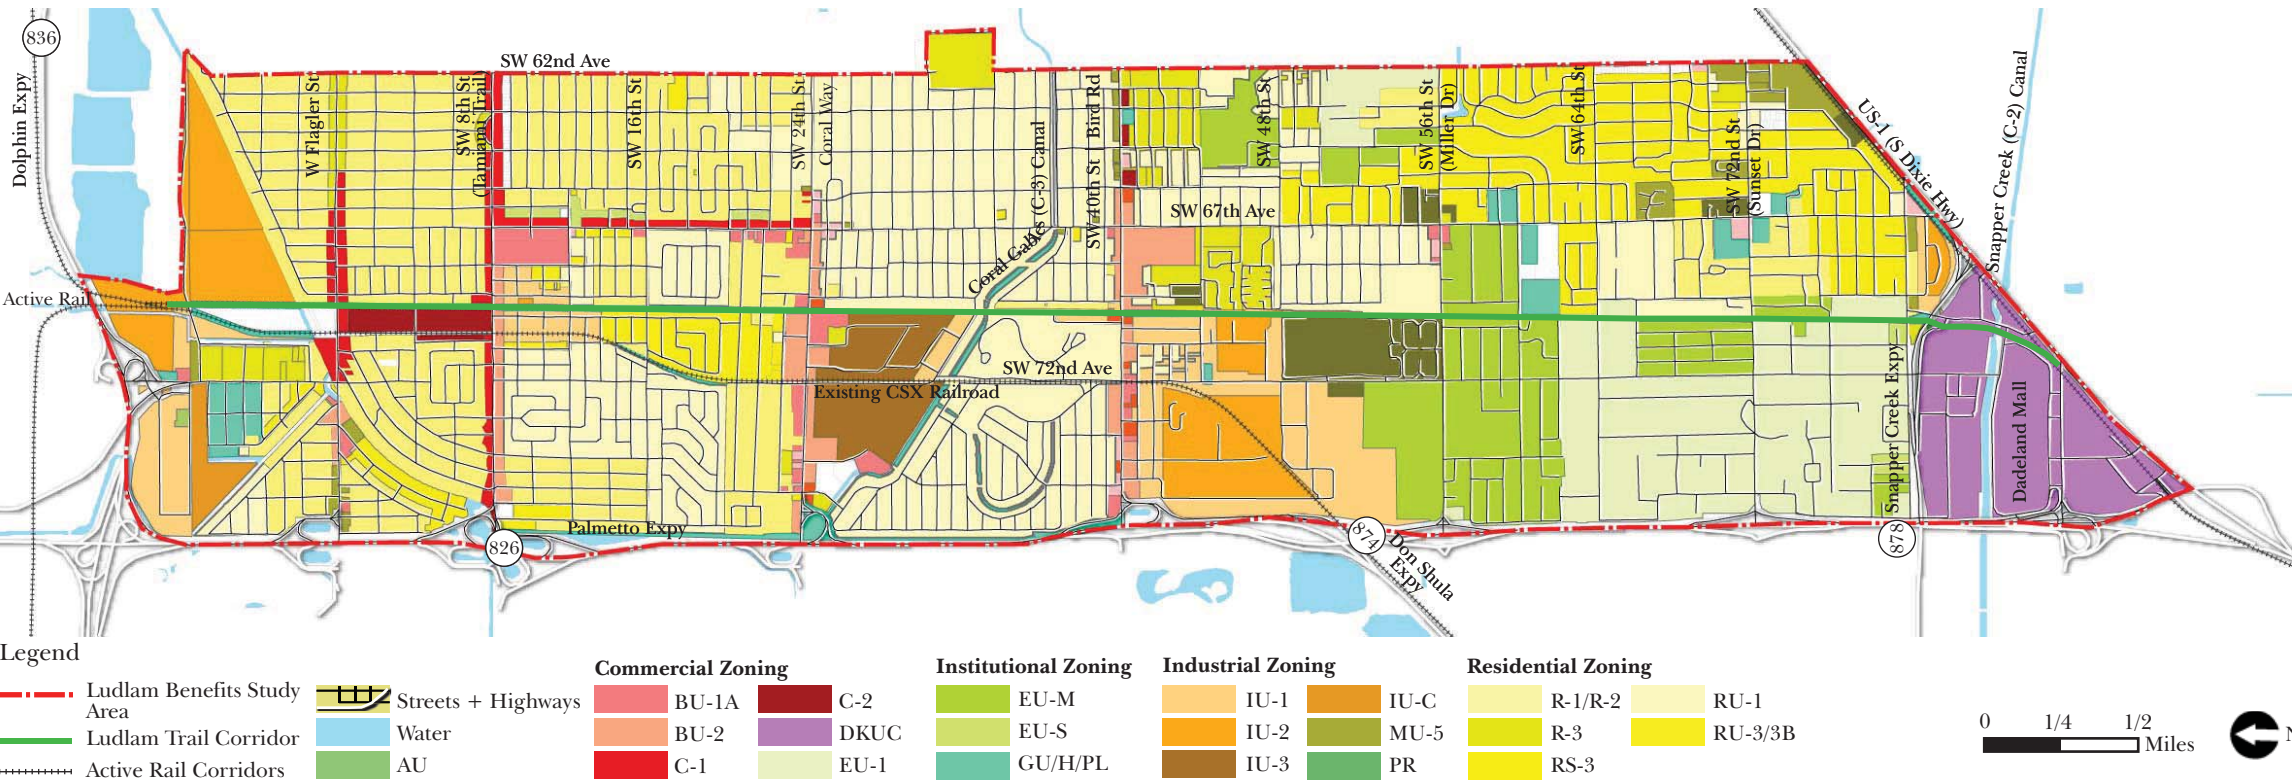 836
Dolphin Expy
Active Rail
SW 62nd Ave
W Flagler St
SW 8th St
(Tamiami Trail)
SW 16th St
SW 24th St
Coral Way
Coral Gables (C-3) Canal
SW 40th St | Bird Rd
SW 48th St
SW 56th St
(Miller Dr)
SW 64th St
SW 72nd St
(Sunset Dr)
US-1 (S Dixie Hwy)
Snapper Creek (C-2) Canal
SW 67th Ave
SW 72nd Ave
Existing CSX Railroad
Palmetto Expy
826
874
Don Shula
Expy
878
Snapper Creek Expy
Dadeland Mall
Legend
Ludlam Benefits Study
Area
Ludlam Trail Corridor
Active Rail Corridors
Streets + Highways
Water
AU
Commercial Zoning
BU-1A
BU-2
C-1
C-2
DKUC
EU-1
Institutional Zoning
EU-M
EU-S
GU/H/PL
Industrial Zoning
IU-1
IU-2
IU-3
IU-C
MU-5
PR
Residential Zoning
R-1/R-2
R-3
RS-3
RU-1
RU-3/3B
0 1/4 1/2
Miles
N